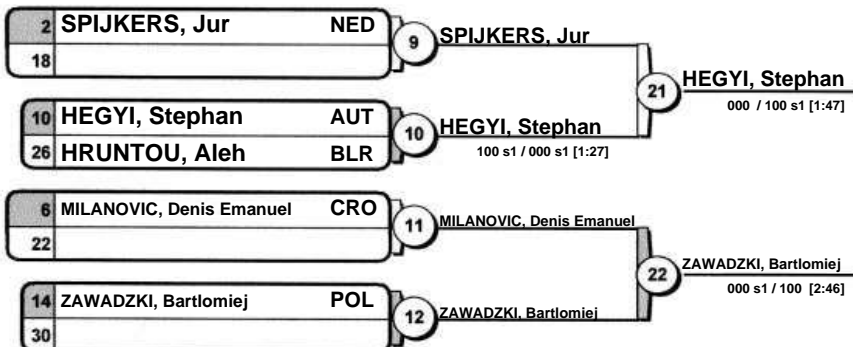 2 SPIJKERS, Jur NED
18
9 SPIJKERS, Jur
10 HEGYI, Stephan AUT
26 HRUNTOU, Aleh BLR
10 HEGYI, Stephan
100 s1 / 000 s1 [1:27]
21 HEGYI, Stephan
000 / 100 s1 [1:47]
6 MILANOVIC, Denis Emanuel CRO
22
11 MILANOVIC, Denis Emanuel
14 ZAWADZKI, Bartlomiej POL
30
12 ZAWADZKI, Bartlomiej
22 ZAWADZKI, Bartlomiej
000 s1 / 100 [2:46]